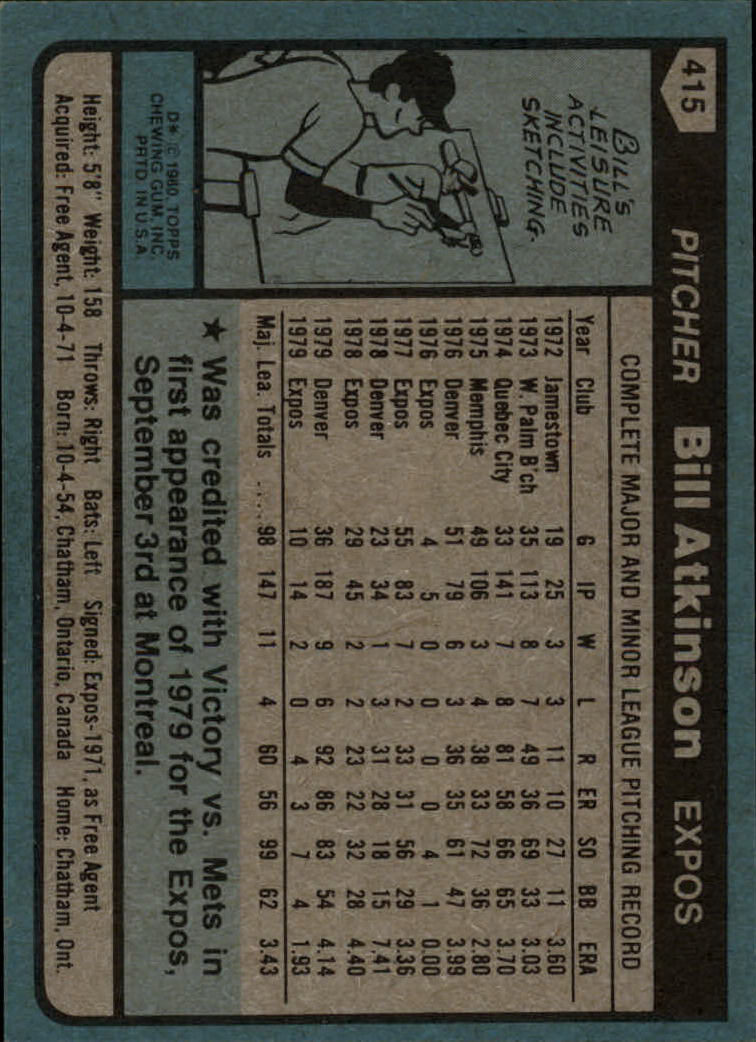 415 PITCHER Bill Atkinson EXPOS
BILL'S
LEISURE
ACTIVITIES
INCLUDE
SKETCHING.
D* © 1980 TOPPS
CHEWING GUM, INC.
PRTD. IN U.S.A.
COMPLETE MAJOR AND MINOR LEAGUE PITCHING RECORD
Year Club G IP W L R ER SO BB ERA
1972 Jamestown 19 25 3 3 11 10 27 11 3.60
1973 W. Palm B'ch 35 113 8 7 49 36 69 33 3.03
1974 Quebec City 33 141 7 8 81 58 66 65 3.70
1975 Memphis 49 106 3 4 38 33 72 36 2.80
1976 Denver 51 79 6 3 36 35 61 47 3.99
1976 Expos 4 5 0 0 0 0 4 1 0.00
1977 Expos 55 83 7 2 33 31 56 29 3.36
1978 Denver 23 34 1 3 31 28 18 15 7.41
1978 Expos 29 45 2 2 23 22 32 28 4.40
1979 Denver 36 187 9 6 92 86 83 54 4.14
1979 Expos 10 14 2 0 4 3 7 4 1.93
Maj. Lea. Totals ..... 98 147 11 4 60 56 99 62 3.43
★ Was credited with Victory vs. Mets in
first appearance of 1979 for the Expos,
September 3rd at Montreal.
Height: 5'8" Weight: 158 Throws: Right Bats: Left Signed: Expos-1971, as Free Agent
Acquired: Free Agent, 10-4-71 Born: 10-4-54, Chatham, Ontario, Canada Home: Chatham, Ont.